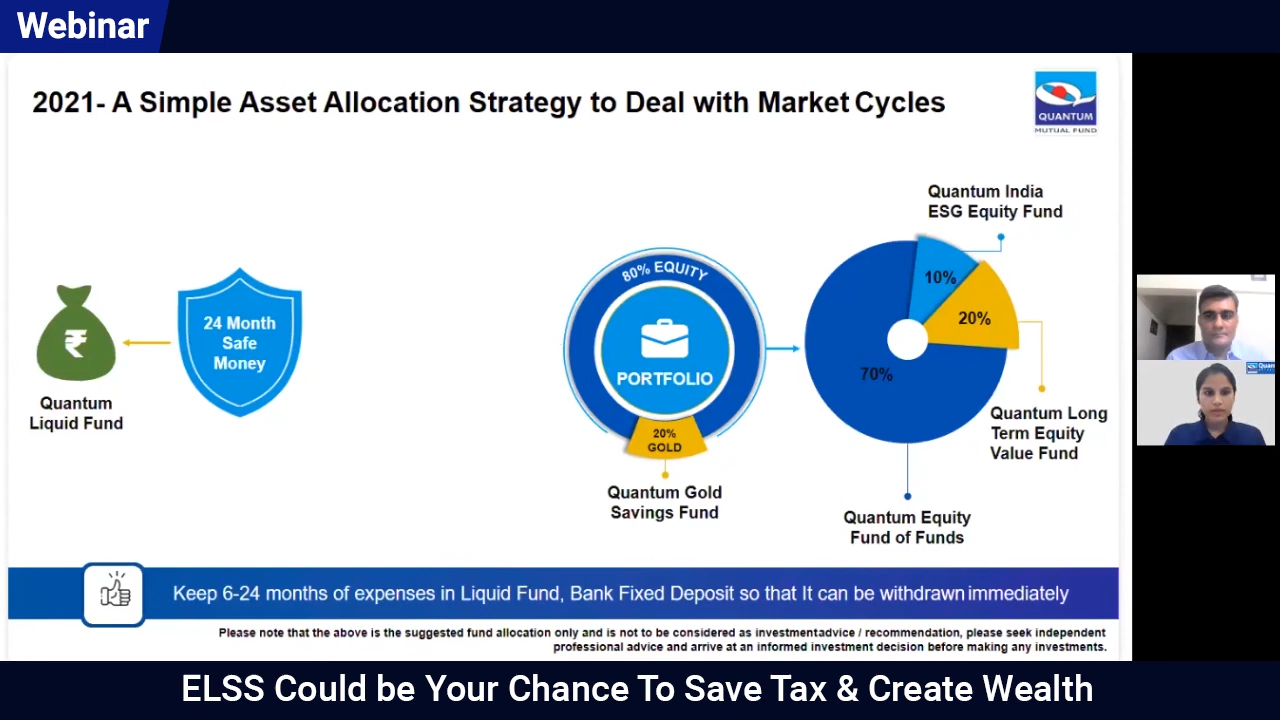 Webinar
2021- A Simple Asset Allocation Strategy to Deal with Market Cycles
QUANTUM
MUTUAL FUND
Quantum India
ESG Equity Fund
80% EQUITY
PORTFOLIO
20%
GOLD
10%
20%
70%
24 Month
Safe
Money
₹
Quantum
Liquid Fund
Quantum Long
Term Equity
Value Fund
Quantum Gold
Savings Fund
Quantum Equity
Fund of Funds
Keep 6-24 months of expenses in Liquid Fund, Bank Fixed Deposit so that It can be withdrawn immediately
Please note that the above is the suggested fund allocation only and is not to be considered as investmentadvice / recommendation, please seek independent
professional advice and arrive at an informed investment decision before making any investments.
ELSS Could be Your Chance To Save Tax & Create Wealth